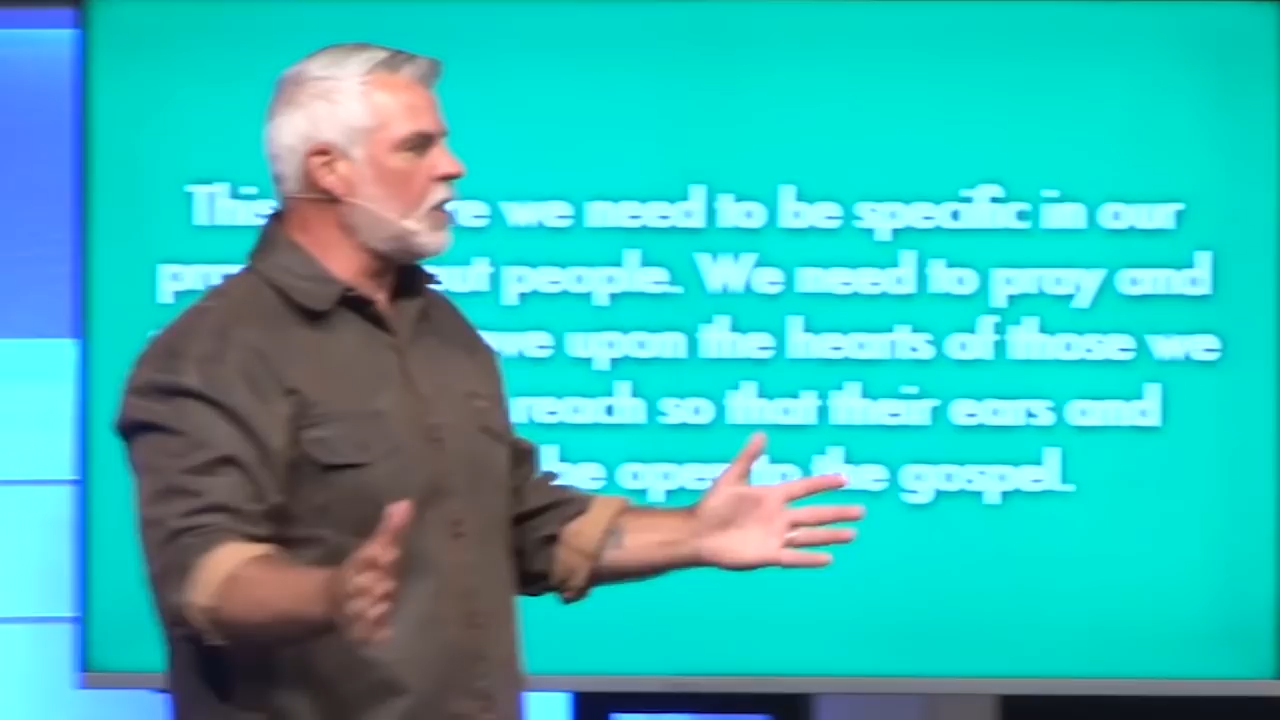 This we need to be specific in our
people. We need to pray and
upon the hearts of those we
reach so that their ears and
be open to the gospel.